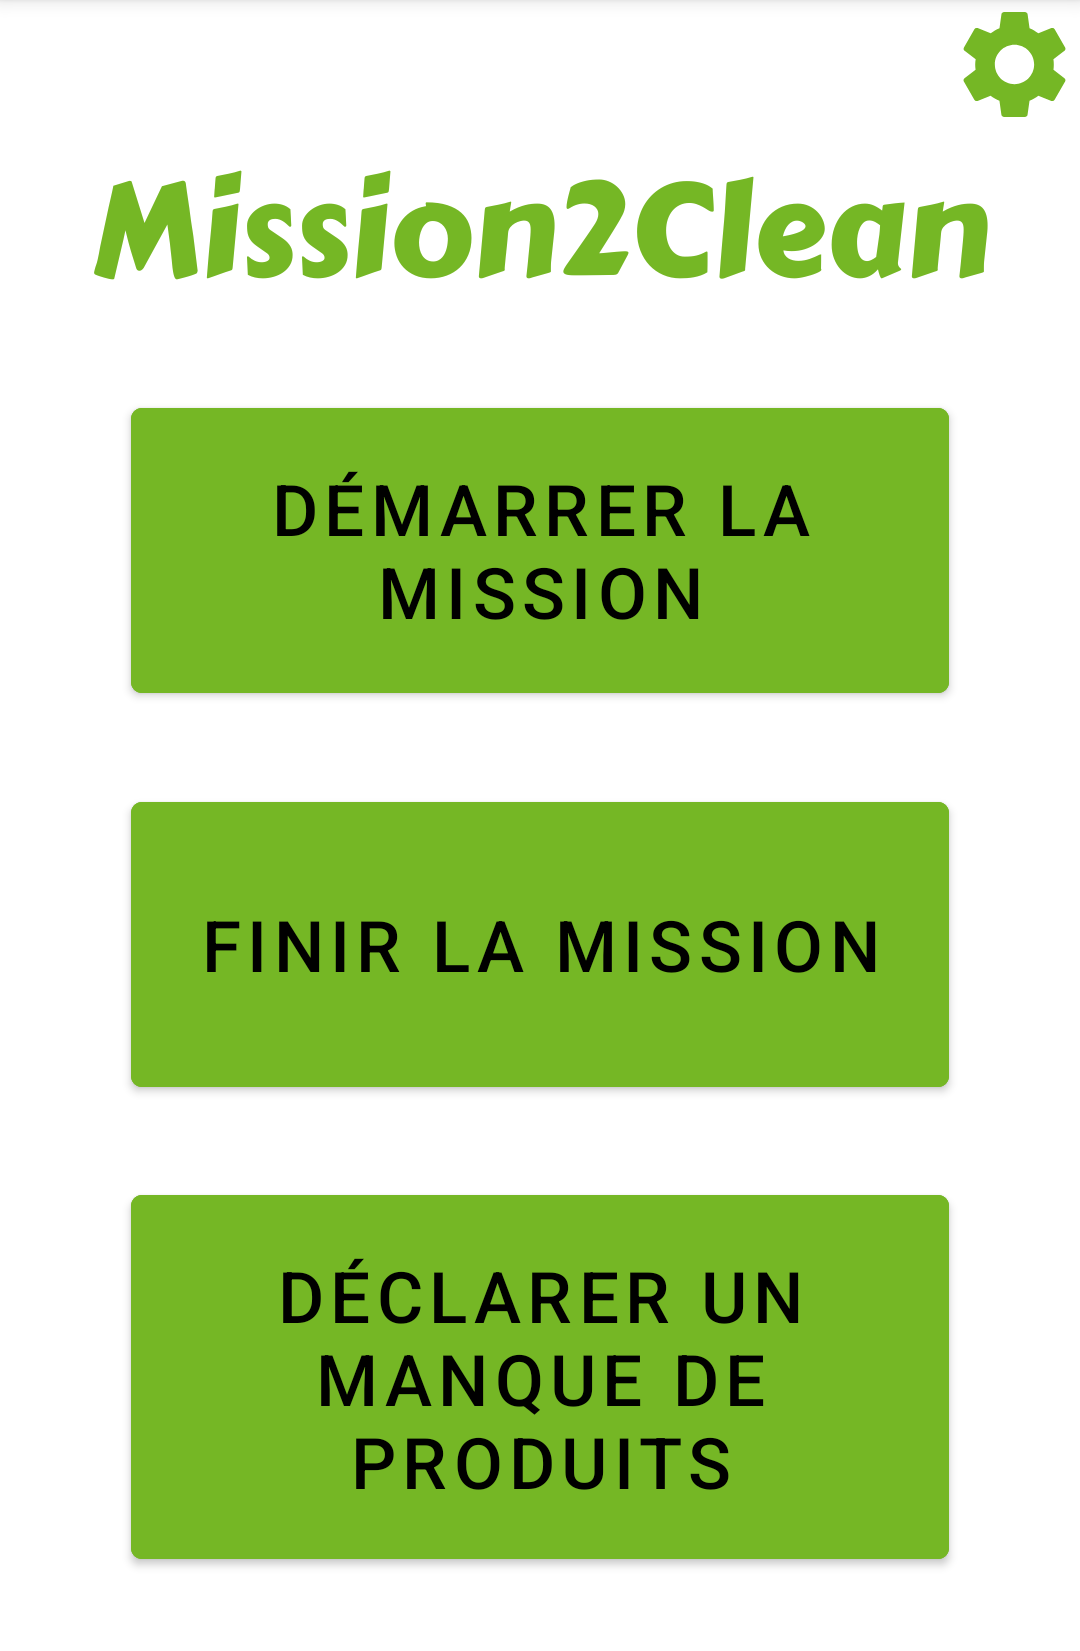 Mission2Clean
DÉMARRER LA
MISSION
FINIR LA MISSION
DÉCLARER UN
MANQUE DE
PRODUITS